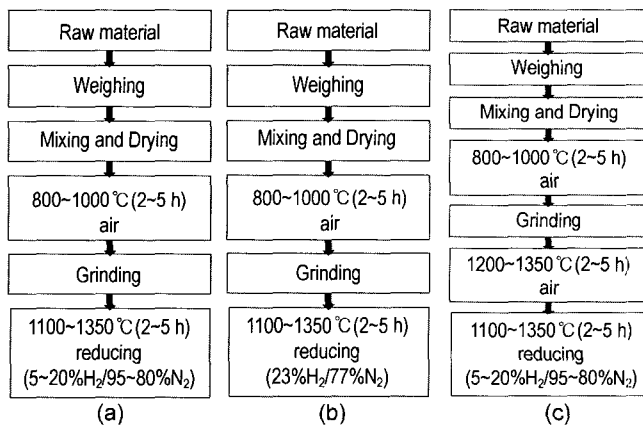 Raw material
Weighing
Mixing and Drying
800~1000℃(2~5 h)
air
Grinding
1100~1350℃(2~5 h)
reducing
(5~20%H₂/95~80%N₂)
(a)
Raw material
Weighing
Mixing and Drying
800~1000℃(2~5 h)
air
Grinding
1100~1350℃(2~5 h)
reducing
(23%H₂/77%N₂)
(b)
Raw material
Weighing
Mixing and Drying
800~1000℃(2~5 h)
air
Grinding
1200~1350℃(2~5 h)
air
1100~1350℃(2~5 h)
reducing
(5~20%H₂/95~80%N₂)
(c)